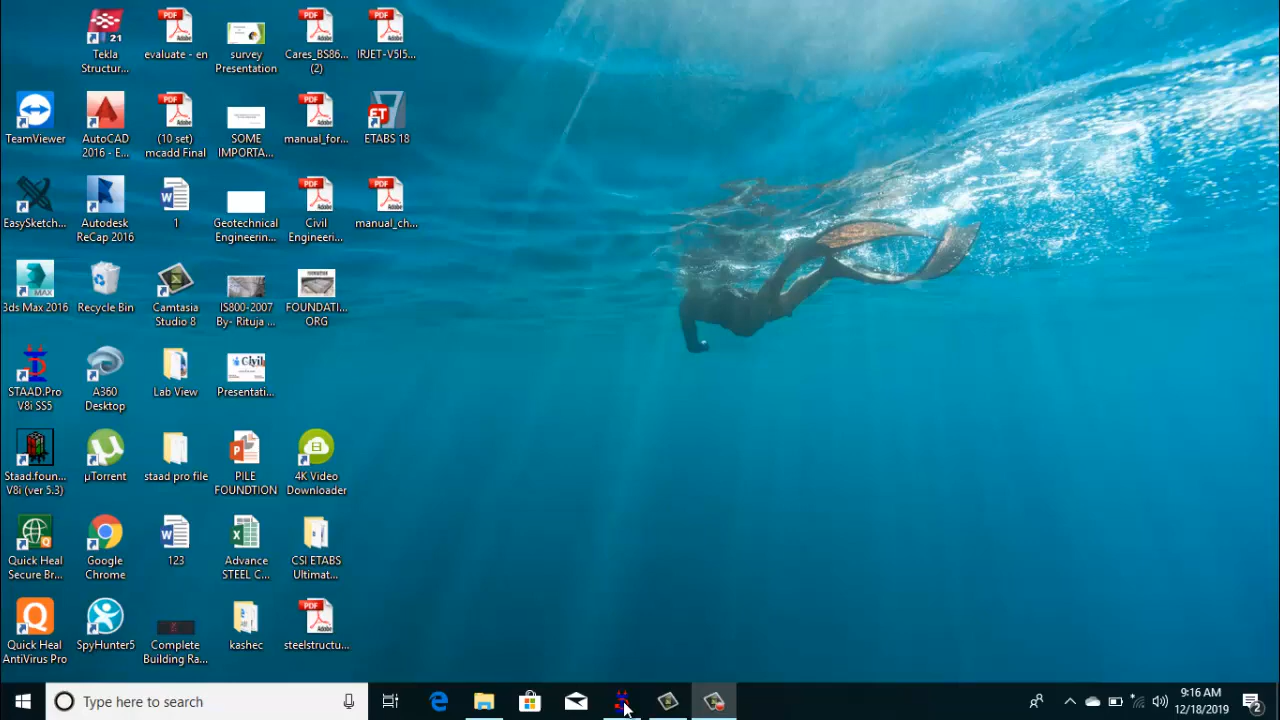 Tekla
Structur...
evaluate - en
survey
Presentation
Cares_BS86...
(2)
IRJET-V5I5...
TeamViewer
AutoCAD
2016 - E...
(10 set)
mcadd Final
SOME
IMPORTA...
manual_for...
ETABS 18
EasySketch...
Autodesk
ReCap 2016
1
Geotechnical
Engineerin...
Civil
Engineeri...
manual_ch...
3ds Max 2016
Recycle Bin
Camtasia
Studio 8
IS800-2007
By- Rituja ...
FOUNDATI...
ORG
STAAD.Pro
V8i SS5
A360
Desktop
Lab View
Presentati...
Staad.foun...
V8i (ver 5.3)
µTorrent
staad pro file
PILE
FOUNDTION
4K Video
Downloader
Quick Heal
Secure Br...
Google
Chrome
123
Advance
STEEL C...
CSI ETABS
Ultimat...
Quick Heal
AntiVirus Pro
SpyHunter5
Complete
Building Ra...
kashec
steelstructu...
Type here to search
9:16 AM
12/18/2019
2